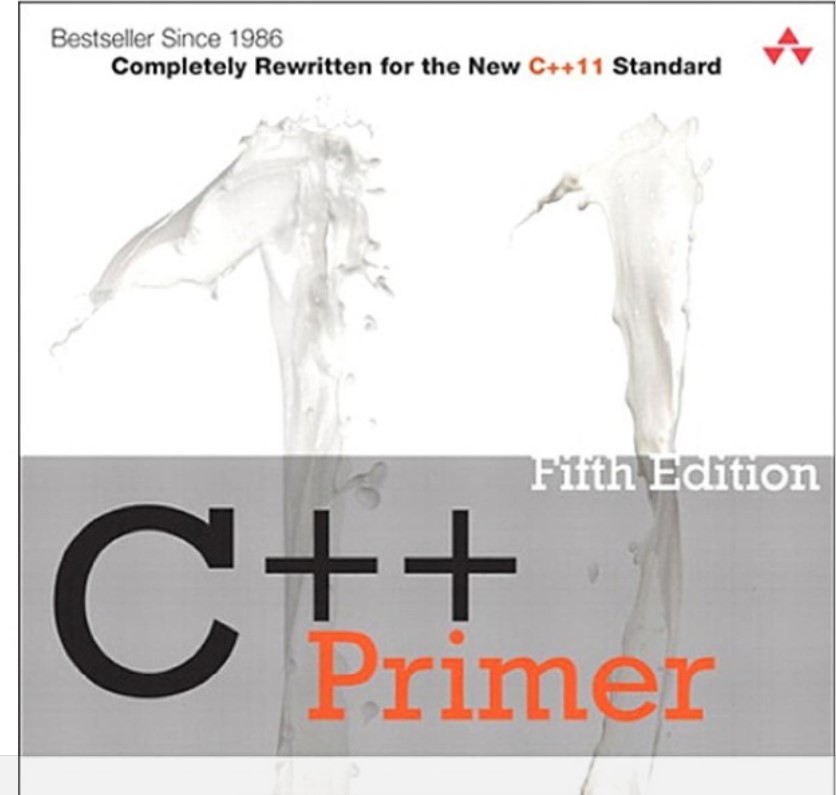 Bestseller Since 1986
Completely Rewritten for the New C++11 Standard
Fifth Edition
C++
Primer